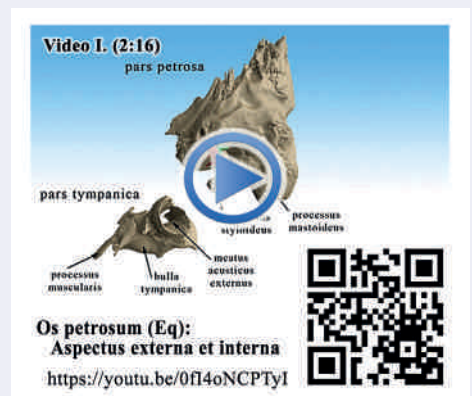 Video I. (2:16)
pars petrosa
pars tympanica
processus
mastoideus
meatus
acusticus
externus
processus
muscularis
bulla
tympanica
Os petrosum (Eq):
Aspectus externa et interna
https://youtu.be/0fI4oNCPTyI